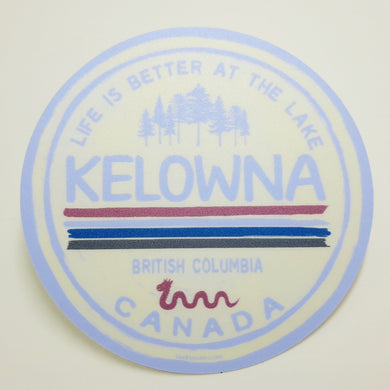 LIFE IS BETTER AT THE LAKE
KELOWNA
BRITISH COLUMBIA
CANADA